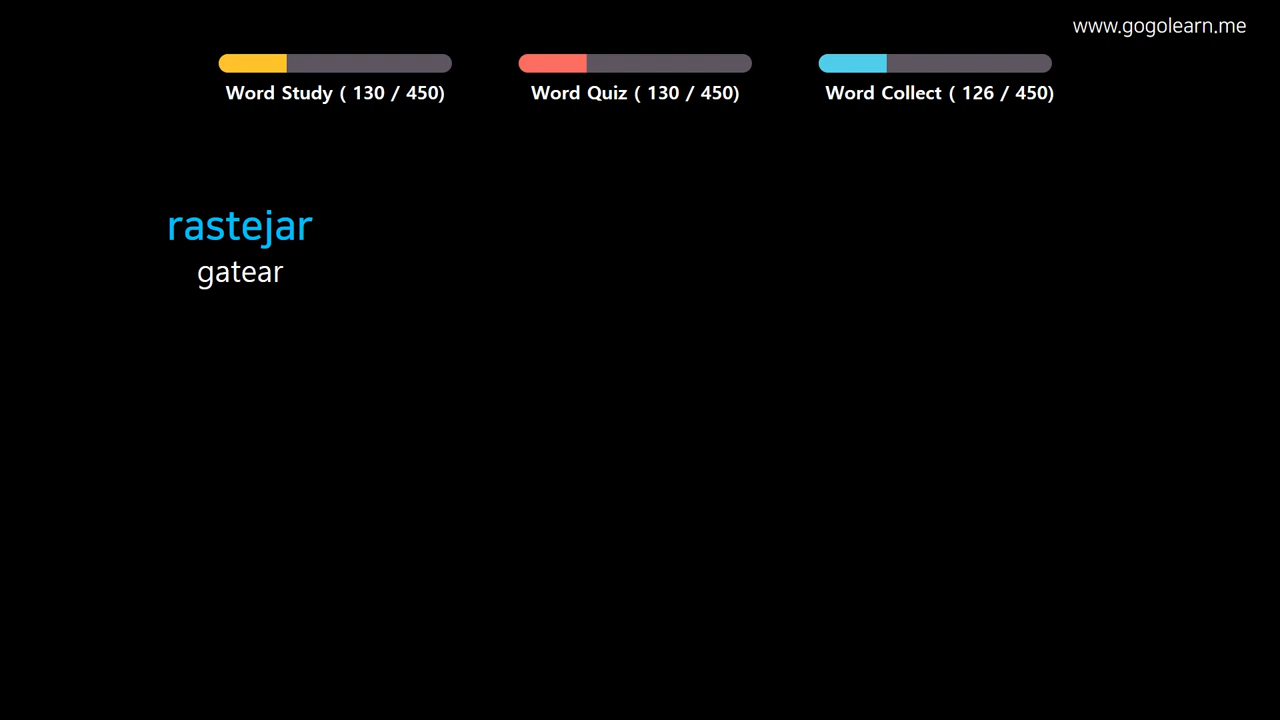 www.gogolearn.me
Word Study ( 130 / 450)
Word Quiz ( 130 / 450)
Word Collect ( 126 / 450)
rastejar
gatear